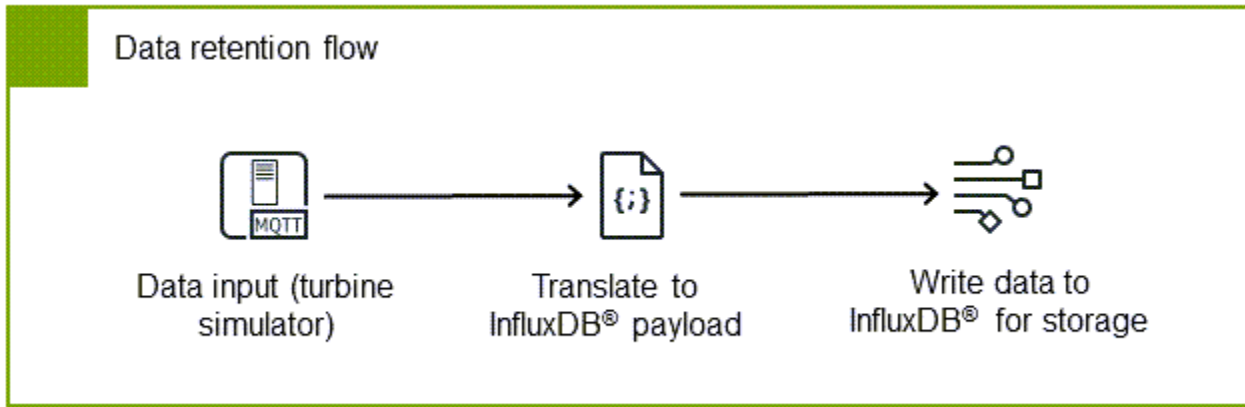 Data retention flow
MQTT
{;}
Data input (turbine
simulator)
Translate to
InfluxDB® payload
Write data to
InfluxDB® for storage